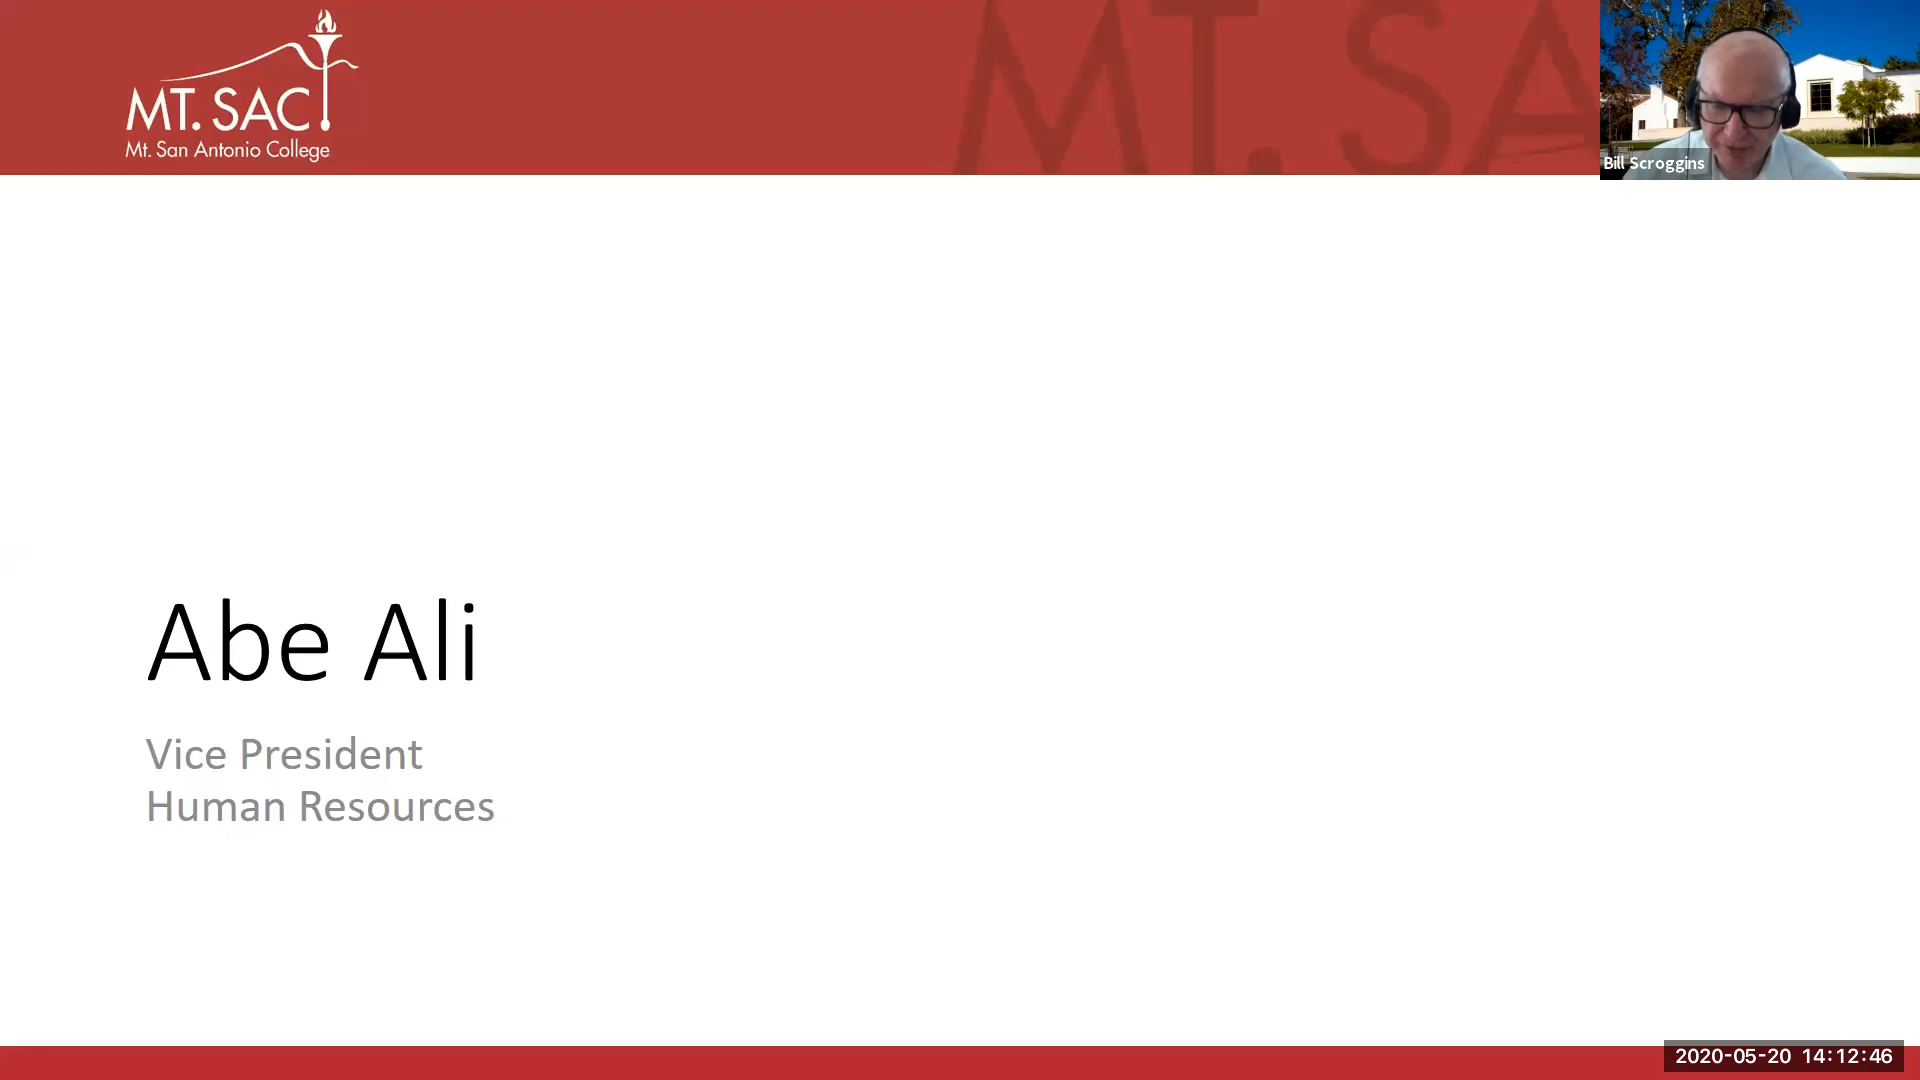 MT. SAC
Mt. San Antonio College
MT. SA
Bill Scroggins
Abe Ali
Vice President
Human Resources
2020-05-20 14:12:46